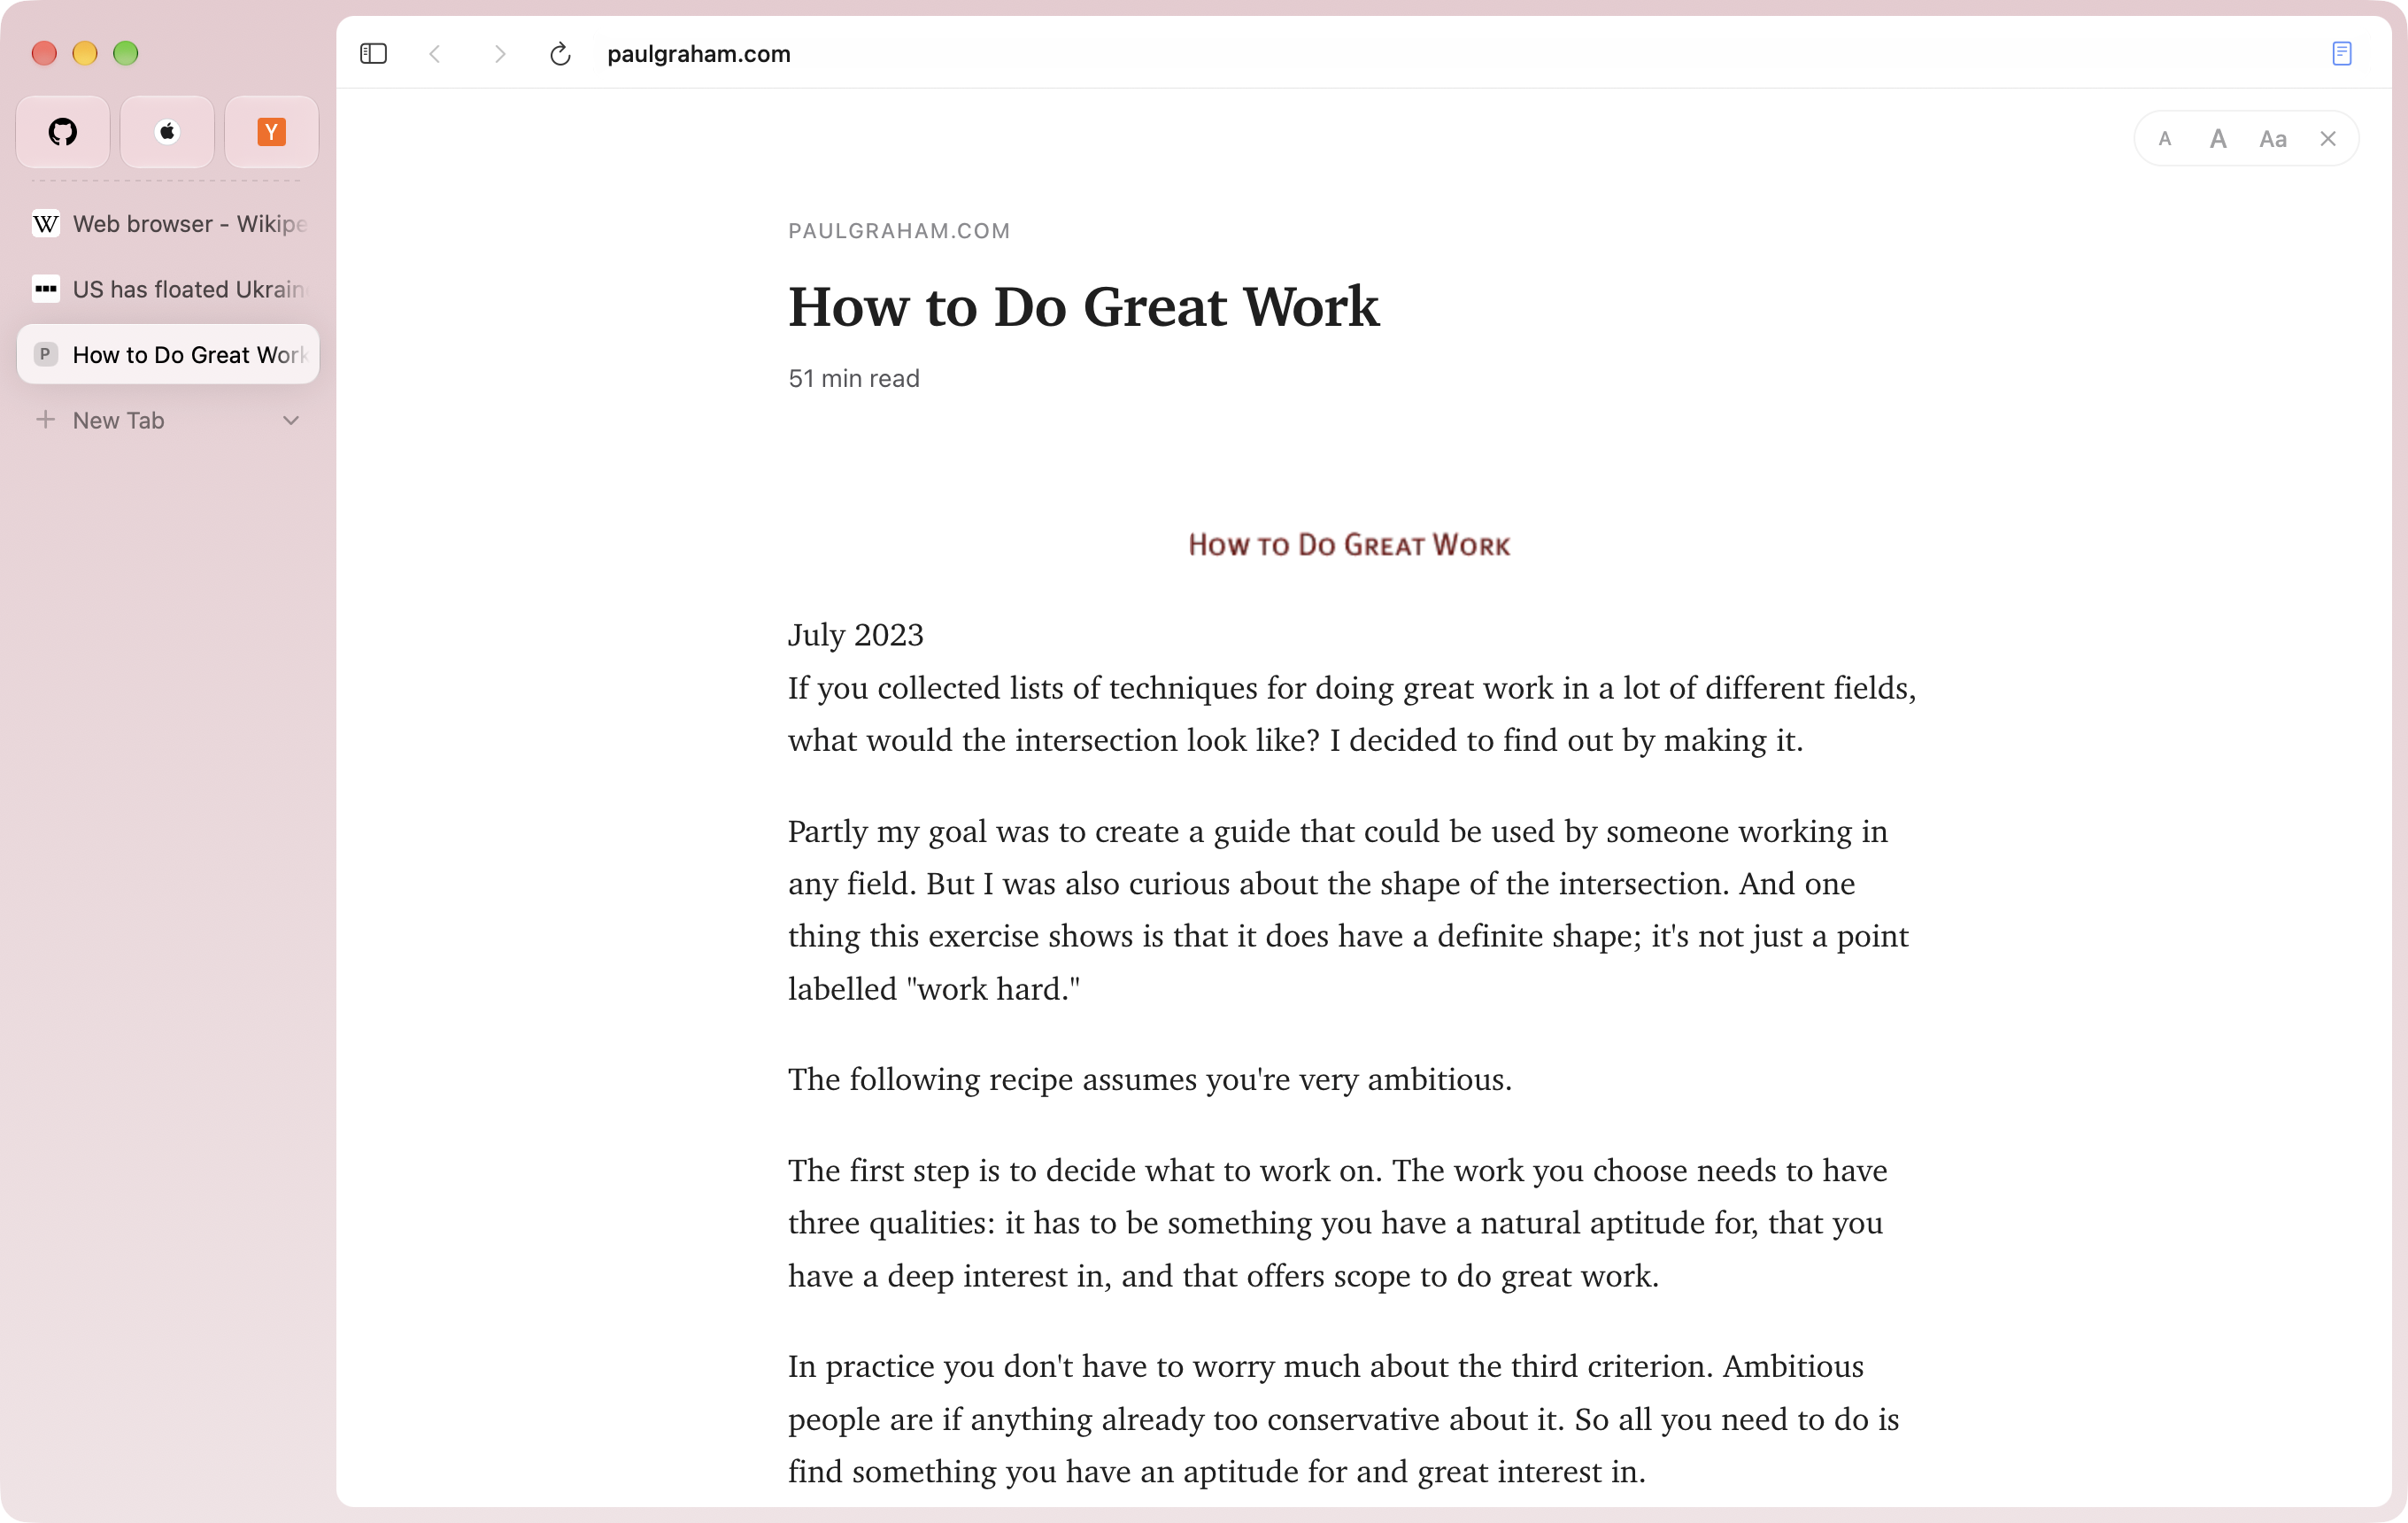 paulgraham.com
A A Aa
Y
W Web browser - Wikipe
US has floated Ukrain
P How to Do Great Work
New Tab
PAULGRAHAM.COM
How to Do Great Work
51 min read
How to Do Great Work
July 2023
If you collected lists of techniques for doing great work in a lot of different fields,
what would the intersection look like? I decided to find out by making it.
Partly my goal was to create a guide that could be used by someone working in
any field. But I was also curious about the shape of the intersection. And one
thing this exercise shows is that it does have a definite shape; it's not just a point
labelled "work hard."
The following recipe assumes you're very ambitious.
The first step is to decide what to work on. The work you choose needs to have
three qualities: it has to be something you have a natural aptitude for, that you
have a deep interest in, and that offers scope to do great work.
In practice you don't have to worry much about the third criterion. Ambitious
people are if anything already too conservative about it. So all you need to do is
find something you have an aptitude for and great interest in.